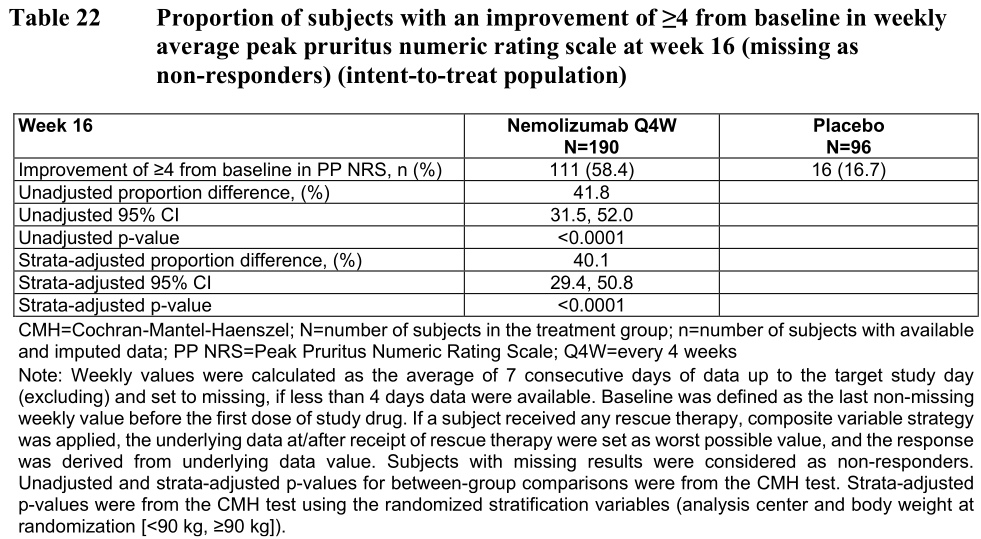 Table 22 Proportion of subjects with an improvement of ≥4 from baseline in weekly
average peak pruritus numeric rating scale at week 16 (missing as
non-responders) (intent-to-treat population)
Week 16 Nemolizumab Q4W Placebo
N=190 N=96
Improvement of ≥4 from baseline in PP NRS, n (%) 111 (58.4) 16 (16.7)
Unadjusted proportion difference, (%) 41.8
Unadjusted 95% CI 31.5, 52.0
Unadjusted p-value <0.0001
Strata-adjusted proportion difference, (%) 40.1
Strata-adjusted 95% CI 29.4, 50.8
Strata-adjusted p-value <0.0001
CMH=Cochran-Mantel-Haenszel; N=number of subjects in the treatment group; n=number of subjects with available
and imputed data; PP NRS=Peak Pruritus Numeric Rating Scale; Q4W=every 4 weeks
Note: Weekly values were calculated as the average of 7 consecutive days of data up to the target study day
(excluding) and set to missing, if less than 4 days data were available. Baseline was defined as the last non-missing
weekly value before the first dose of study drug. If a subject received any rescue therapy, composite variable strategy
was applied, the underlying data at/after receipt of rescue therapy were set as worst possible value, and the response
was derived from underlying data value. Subjects with missing results were considered as non-responders.
Unadjusted and strata-adjusted p-values for between-group comparisons were from the CMH test. Strata-adjusted
p-values were from the CMH test using the randomized stratification variables (analysis center and body weight at
randomization [<90 kg, ≥90 kg]).